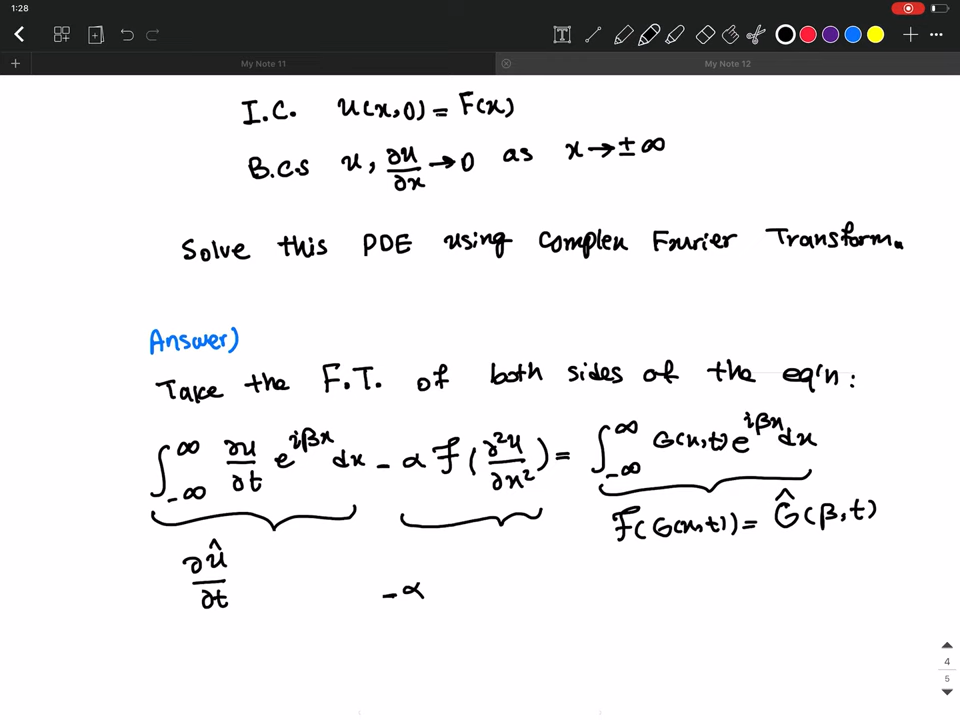 1:28
My Note 11
My Note 12
I.C. u(x,0) = F(x)
B.C.s u, ∂u/∂x → 0 as x → ± ∞
Solve this PDE using Complex Fourier Transform.
Answer)
Take the F.T. of both sides of the eq'n:
∫_{-∞}^{∞} ∂u/∂t e^{iβx} dx - α ℱ(∂²u/∂x²) = ∫_{-∞}^{∞} G(x,t) e^{iβx} dx
ℱ(G(x,t)) = Ĝ(β,t)
∂û/∂t - α
4
5